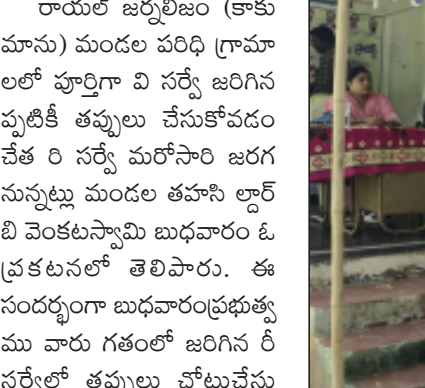 రాయల్ జర్నలిజం (కాకు
మాను) మండల పరిధి గ్రామా
లలో పూర్తిగా వి సర్వే జరిగిన
ప్పటికీ తప్పులు చేసుకోవడం
చేత రి సర్వే మరోసారి జరగ
నున్నట్లు మండల తహసి ల్దార్
బి వెంకటస్వామి బుధవారం ఓ
ప్రకటనలో తెలిపారు. ఈ
సందర్భంగా బుధవారంప్రభుత్వ
ము వారు గతంలో జరిగిన రీ
సర్వేలో తప్పులు చోటుచేసు